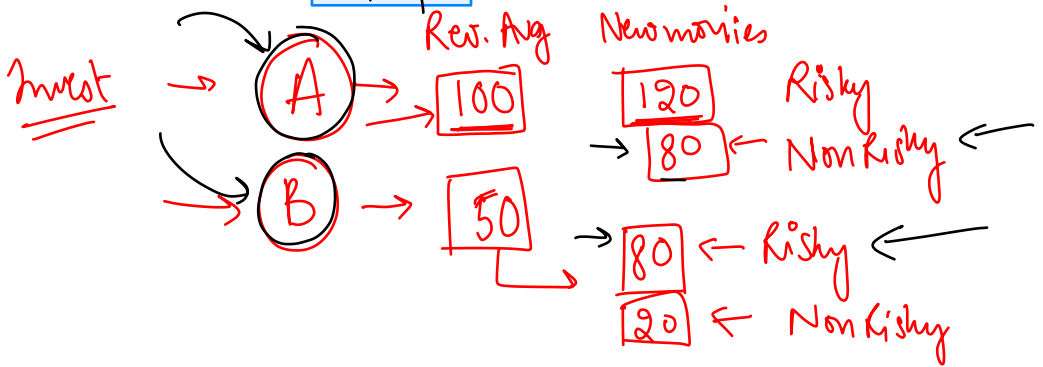 Rev. Avg New movies
Invest A 100 120 Risky
80 Non Risky
B 50 80 Risky
20 Non Risky